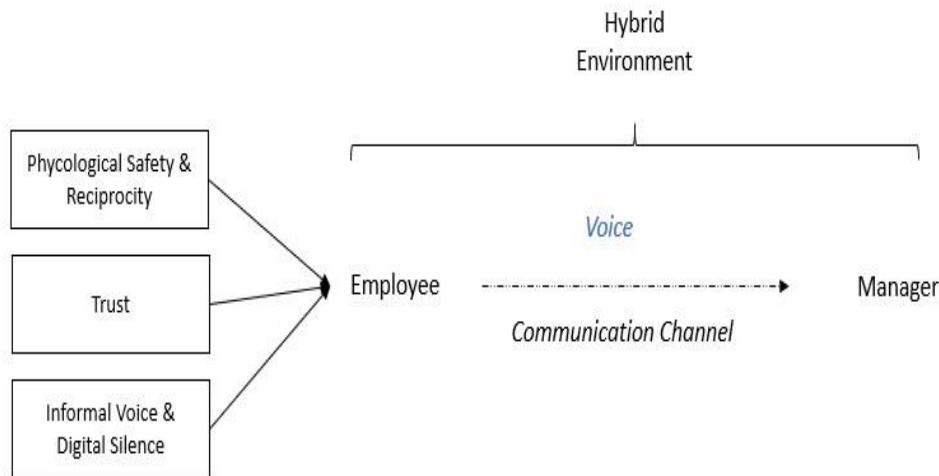 Hybrid
Environment
Phycological Safety &
Reciprocity
Voice
Trust
Employee
Manager
Communication Channel
Informal Voice &
Digital Silence